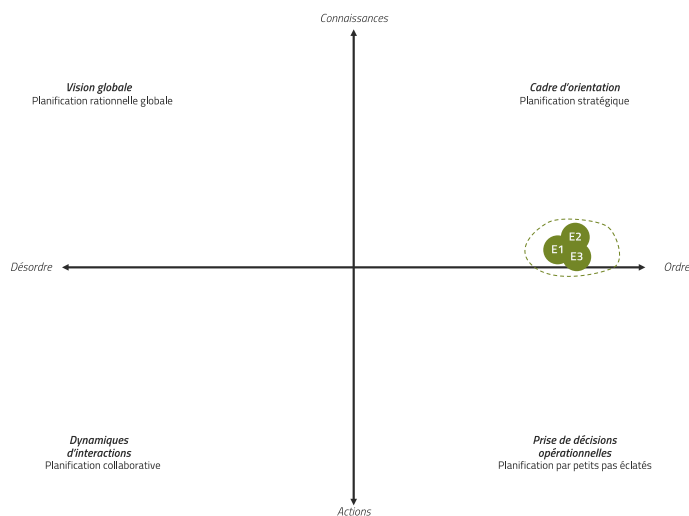 Connaissances
Vision globale
Planification rationnelle globale
Cadre d'orientation
Planification stratégique
E2
E1
E3
Désordre
Ordre
Dynamiques
d'interactions
Planification collaborative
Prise de décisions
opérationnelles
Planification par petits pas éclatés
Actions